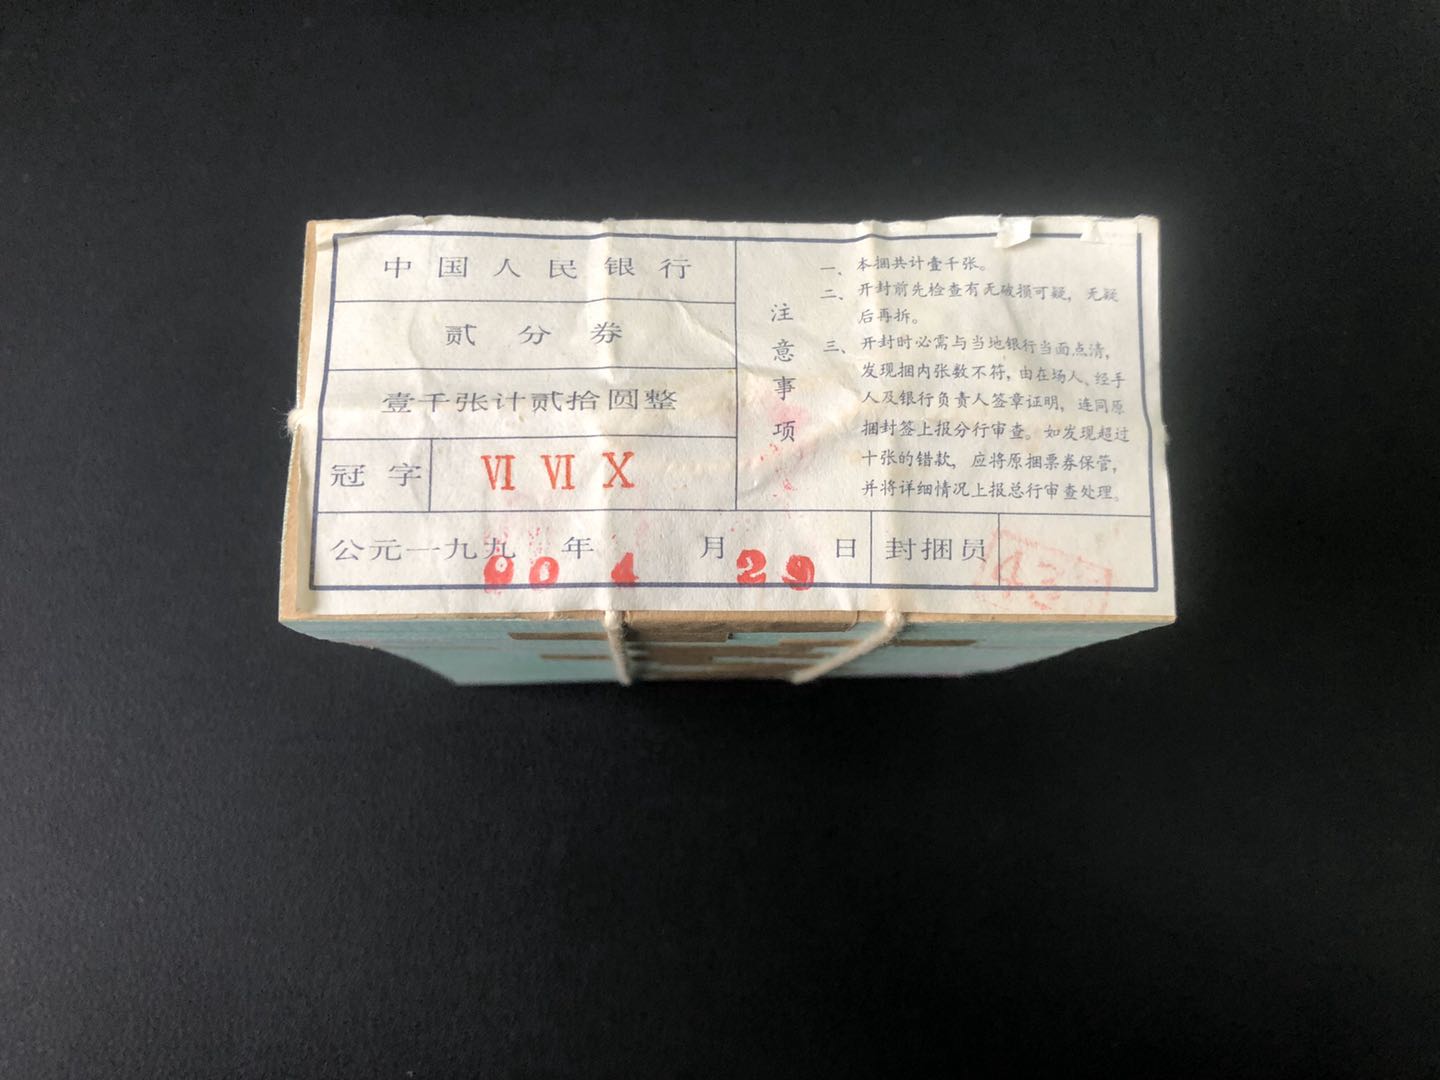 中国人民银行
贰分券
壹千张计贰拾圆整
冠字 VI VI X
公元一九九 年 月 日 封捆员
00 4 29
43
注意事项
一、本捆共计壹千张。
二、开封前先检查有无破损可疑，无疑
后再拆。
三、开封时必需与当地银行当面点清，
发现捆内张数不符，由在场人、经手
人及银行负责人签章证明，连同原
捆封签上报分行审查。如发现超过
十张的错款，应将原捆票券保管，
并将详细情况上报总行审查处理。